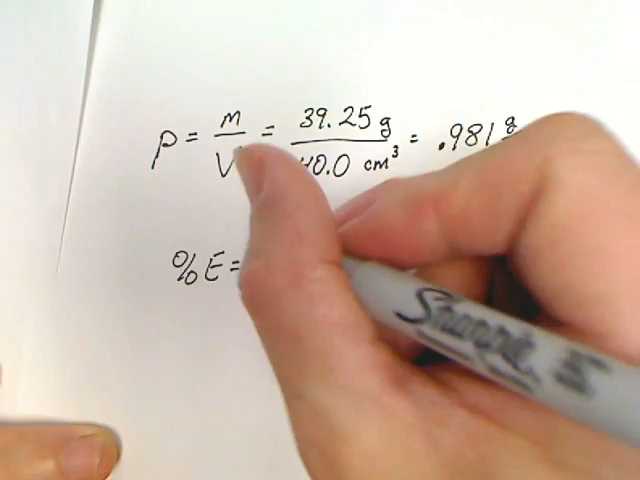 ρ = m/V = 39.25 g / 40.0 cm³ = .981 g
% E =
Sharpie